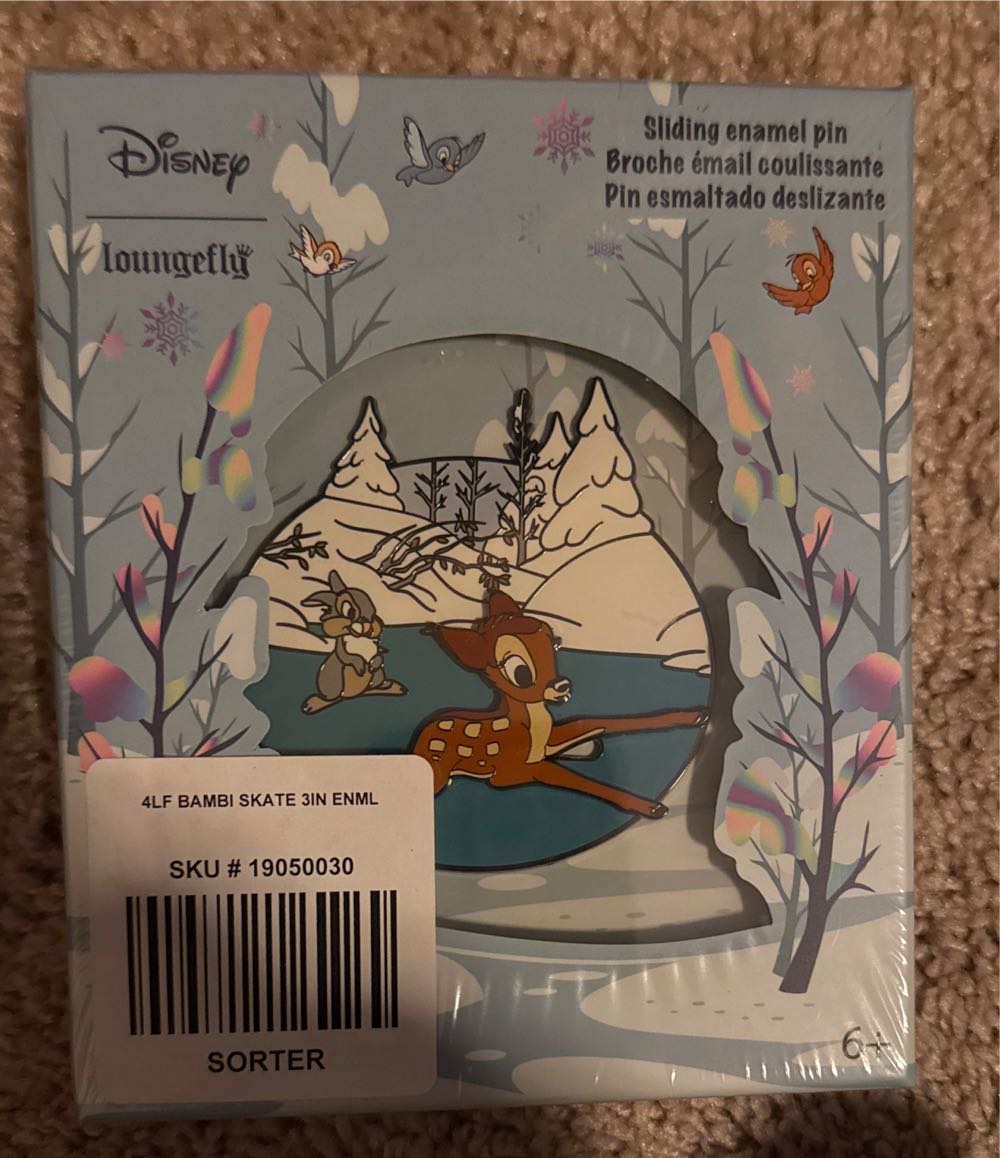 Disney
loungefly
Sliding enamel pin
Broche émail coulissante
Pin esmaltado deslizante
4LF BAMBI SKATE 3IN ENML
SKU # 19050030
SORTER
6+